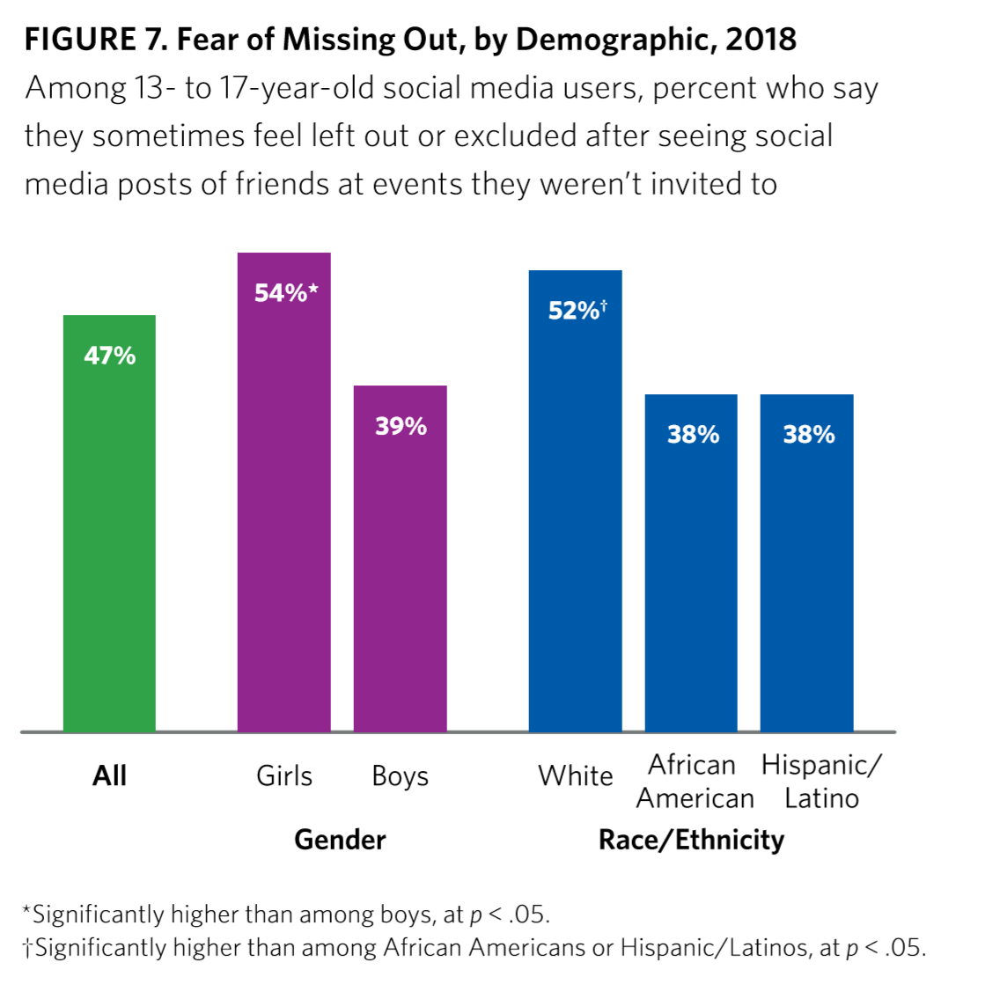 FIGURE 7. Fear of Missing Out, by Demographic, 2018
Among 13- to 17-year-old social media users, percent who say
they sometimes feel left out or excluded after seeing social
media posts of friends at events they weren’t invited to
47%
54%*
39%
52%†
38%
38%
All
Girls
Boys
White
African
American
Hispanic/
Latino
Gender
Race/Ethnicity
*Significantly higher than among boys, at p < .05.
†Significantly higher than among African Americans or Hispanic/Latinos, at p < .05.